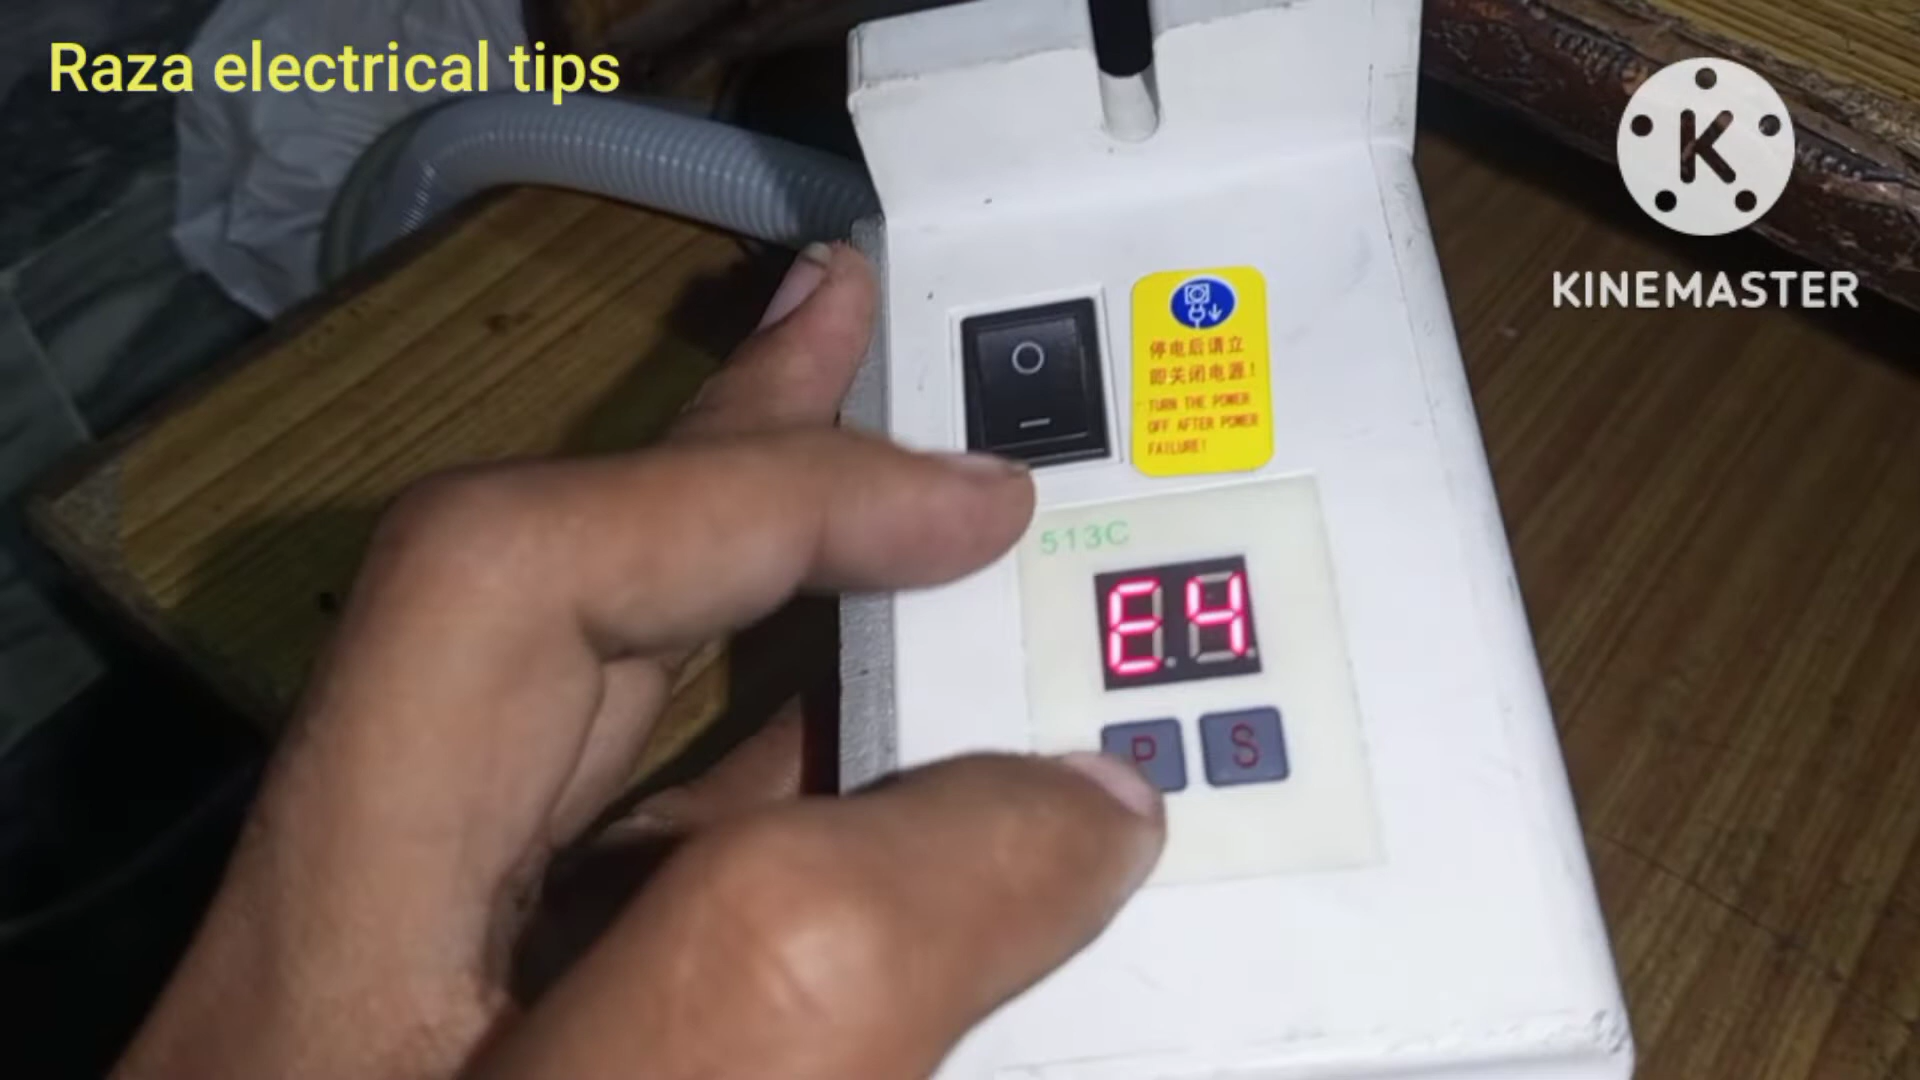 Raza electrical tips
K
KINEMASTER
停电后请立
即关闭电源!
TURN THE POWER
OFF AFTER POWER
FAILURE!
513C
E4
P S